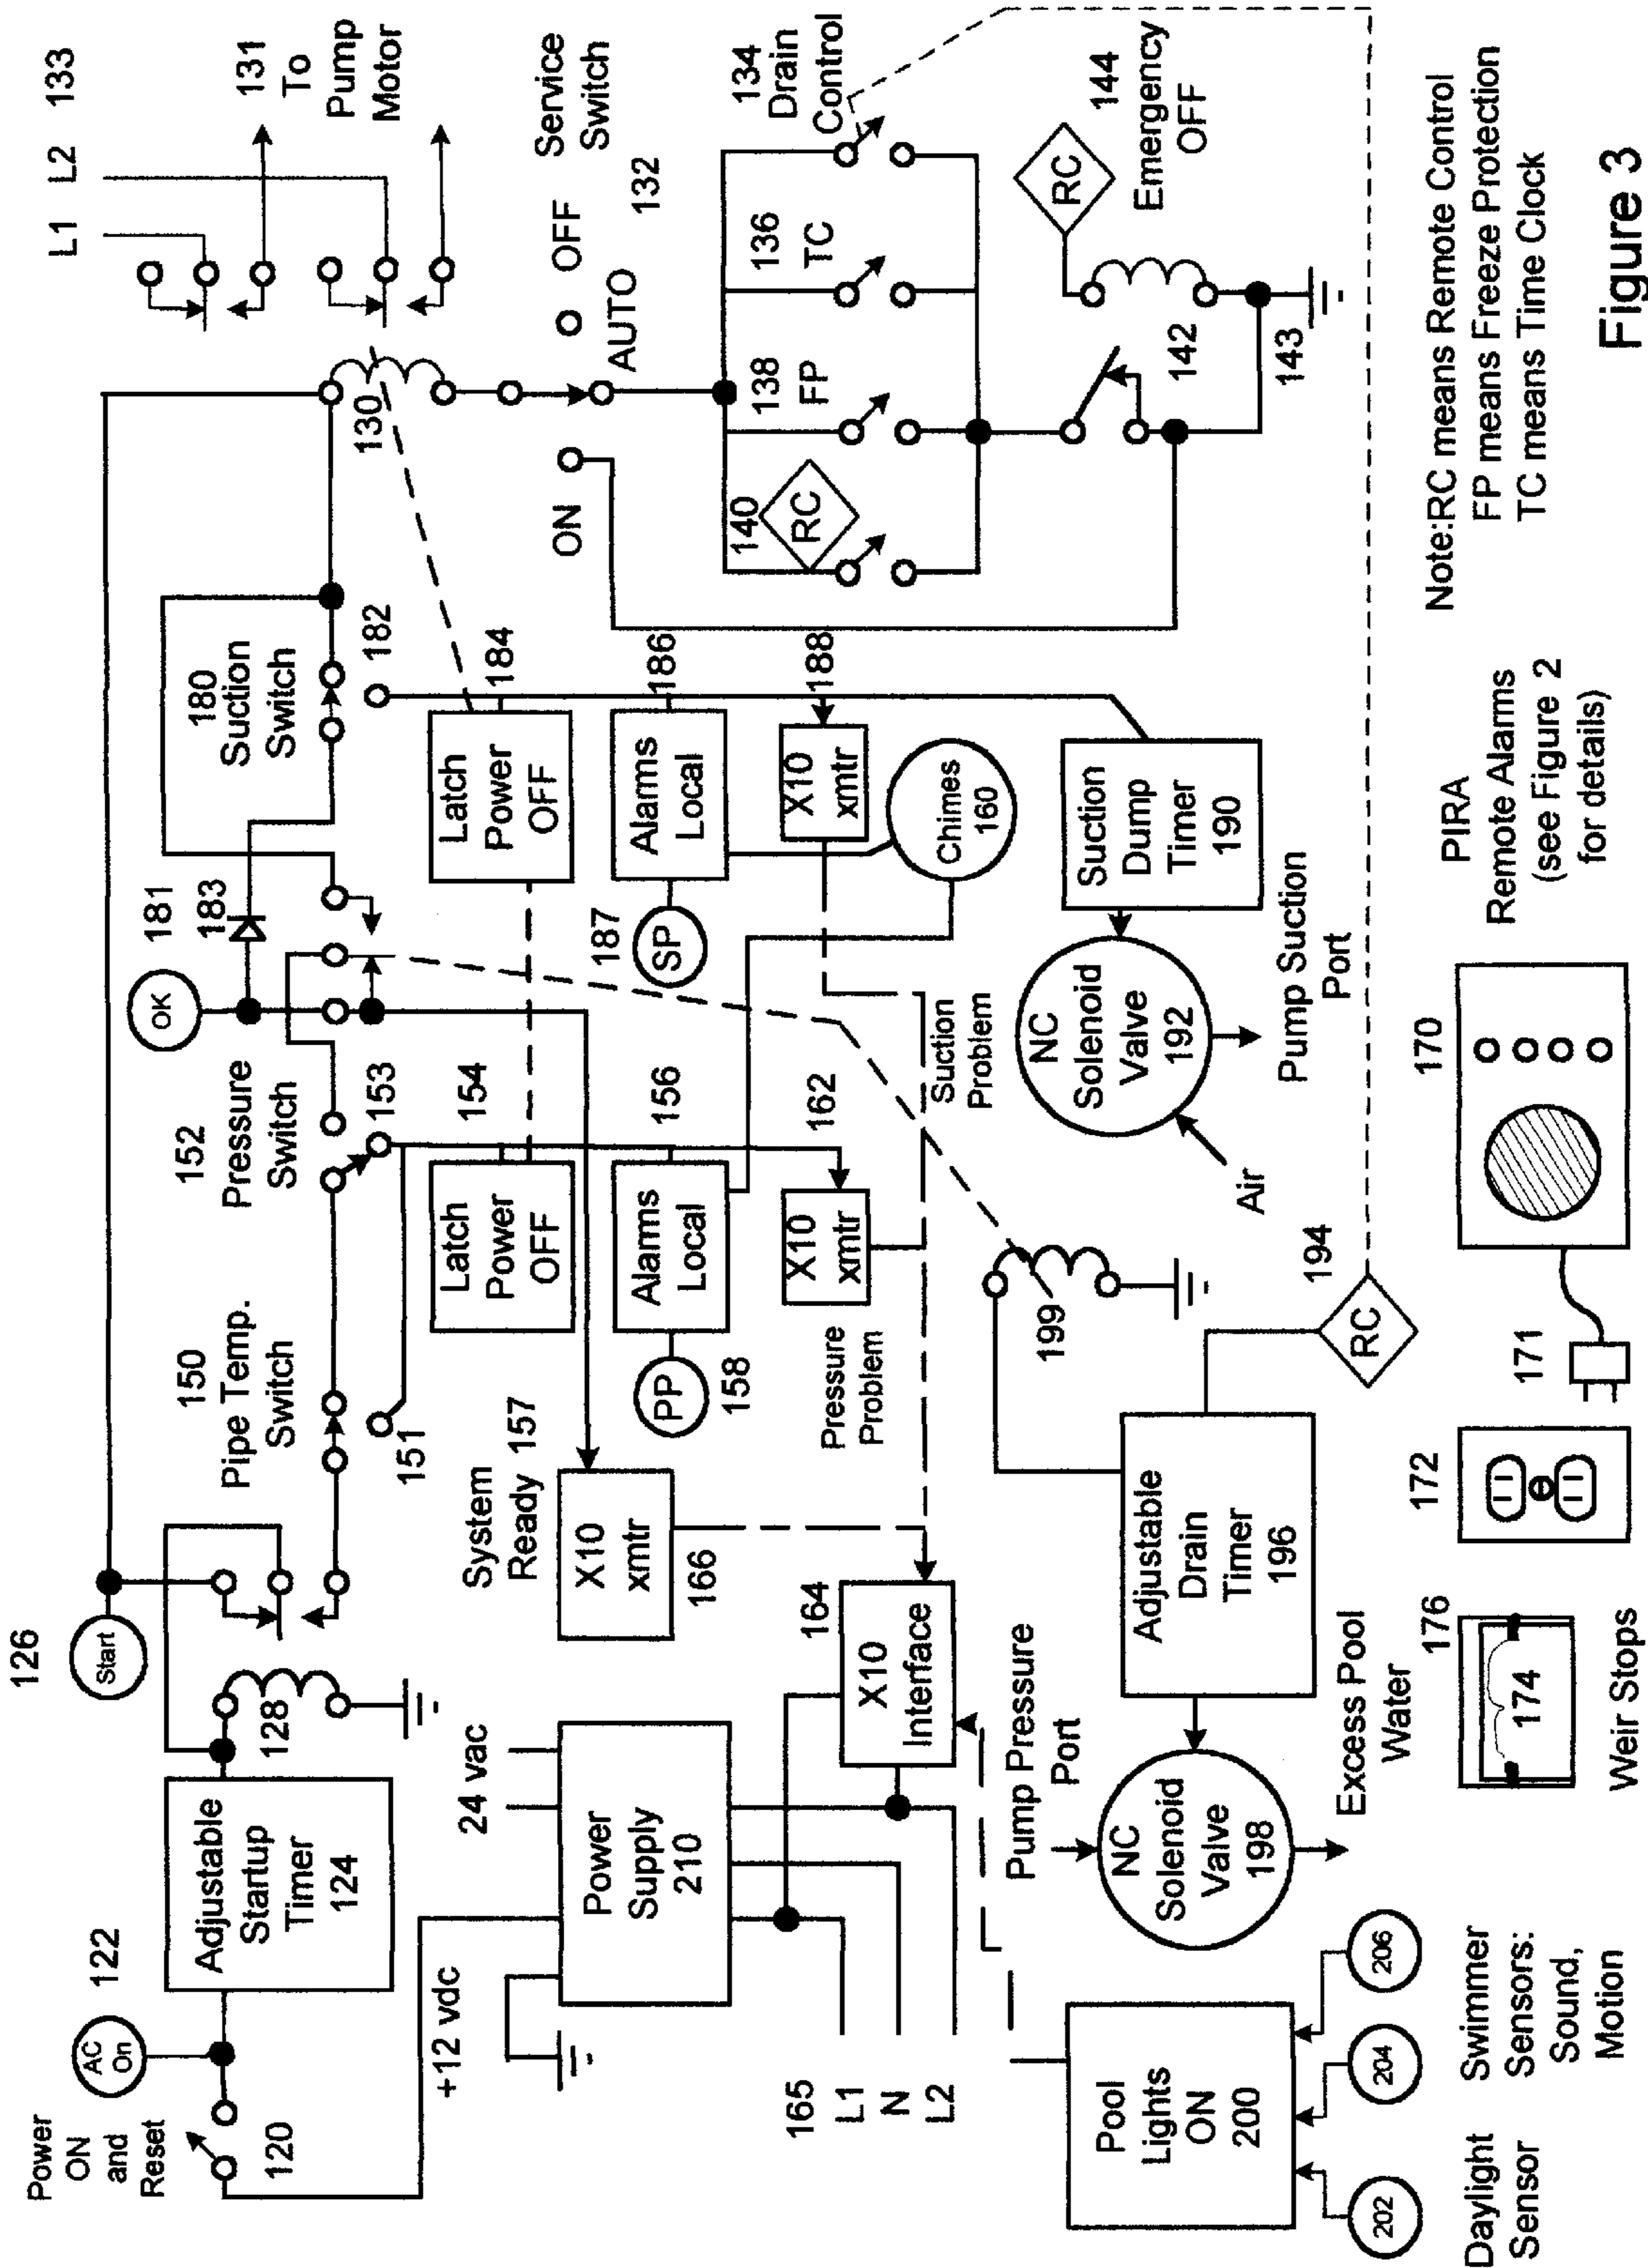 Power
ON
and
Reset
120
AC
On
122
Adjustable
Startup
Timer
124
126
Start
128
150
Pipe Temp.
Switch
151
152
Pressure
Switch
153
OK
181
183
180
Suction
Switch
182
130
L1 L2 133
131
To
Pump
Motor
Service
Switch
ON
OFF
AUTO
132
134
Drain
Control
136
TC
138
FP
140
RC
142
143
RC
144
Emergency
OFF
+12 vdc
24 vac
Power
Supply
210
165
L1
N
L2
System
Ready 157
X10
xmtr
166
164
X10
Interface
Latch
Power
OFF
154
Alarms
Local
156
PP
158
X10
xmtr
162
Pressure
Problem
Latch
Power
OFF
184
Alarms
Local
186
187
SP
X10
xmtr
188
Chimes
160
Suction
Problem
Suction
Dump
Timer
190
NC
Solenoid
Valve
192
Air
Pump Suction
Port
199
194
RC
Adjustable
Drain
Timer
196
Pump Pressure
Port
NC
Solenoid
Valve
198
Excess Pool
Water
Pool
Lights
ON
200
202
204
206
Daylight
Sensor
Swimmer
Sensors:
Sound,
Motion
176
174
Weir Stops
172
171
170
PIRA
Remote Alarms
(see Figure 2
for details)
Note:RC means Remote Control
FP means Freeze Protection
TC means Time Clock
Figure 3